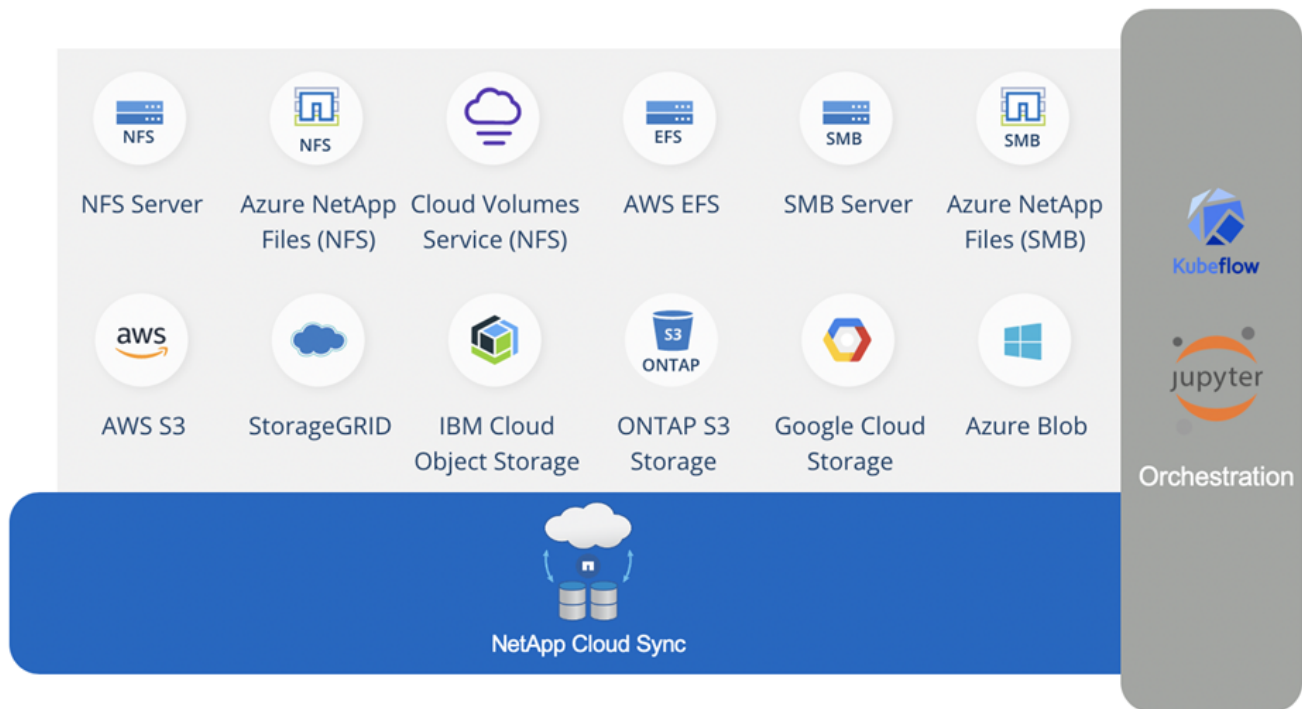 NFS
NFS
EFS
SMB
SMB
NFS Server
Azure NetApp
Files (NFS)
Cloud Volumes
Service (NFS)
AWS EFS
SMB Server
Azure NetApp
Files (SMB)
aws
S3
ONTAP
AWS S3
StorageGRID
IBM Cloud
Object Storage
ONTAP S3
Storage
Google Cloud
Storage
Azure Blob
NetApp Cloud Sync
Kubeflow
jupyter
Orchestration